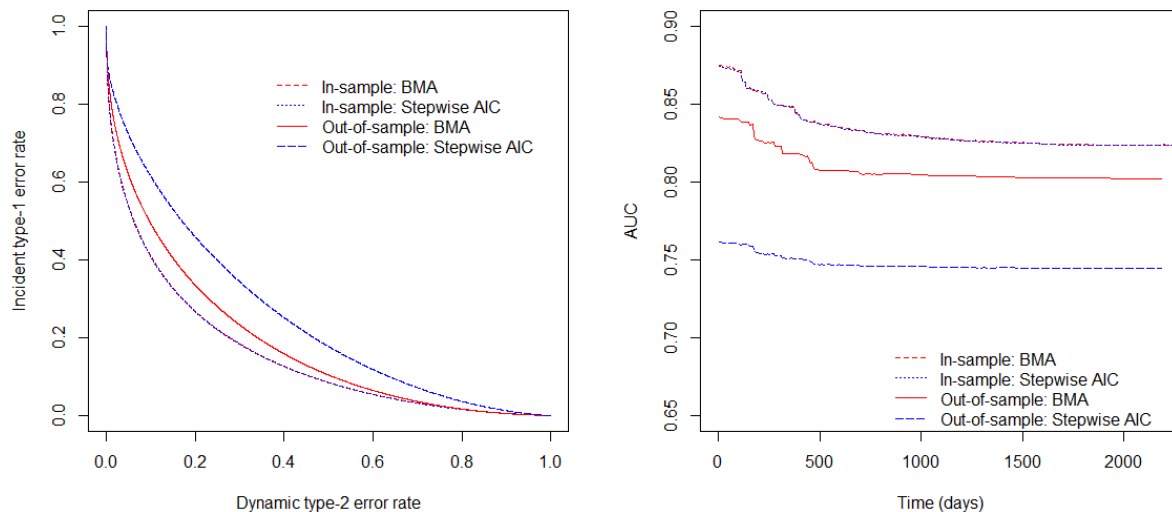 Incident type-1 error rate
1.0
0.8
0.6
0.4
0.2
0.0
In-sample: BMA
In-sample: Stepwise AIC
Out-of-sample: BMA
Out-of-sample: Stepwise AIC
0.0 0.2 0.4 0.6 0.8 1.0
Dynamic type-2 error rate
AUC
0.90
0.85
0.80
0.75
0.70
0.65
In-sample: BMA
In-sample: Stepwise AIC
Out-of-sample: BMA
Out-of-sample: Stepwise AIC
0 500 1000 1500 2000
Time (days)